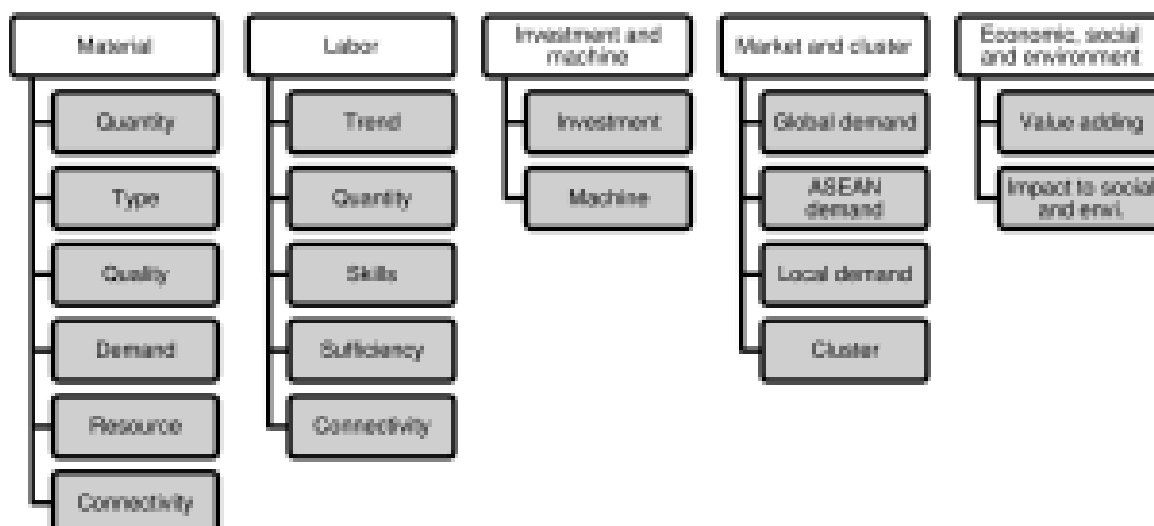 Material
Quantity
Type
Quality
Demand
Resource
Connectivity
Labor
Trend
Quantity
Skills
Sufficiency
Connectivity
Investment and
machine
Investment
Machine
Market and cluster
Global demand
ASEAN
demand
Local demand
Cluster
Economic, social
and environment
Value adding
Impact to social
and envi.